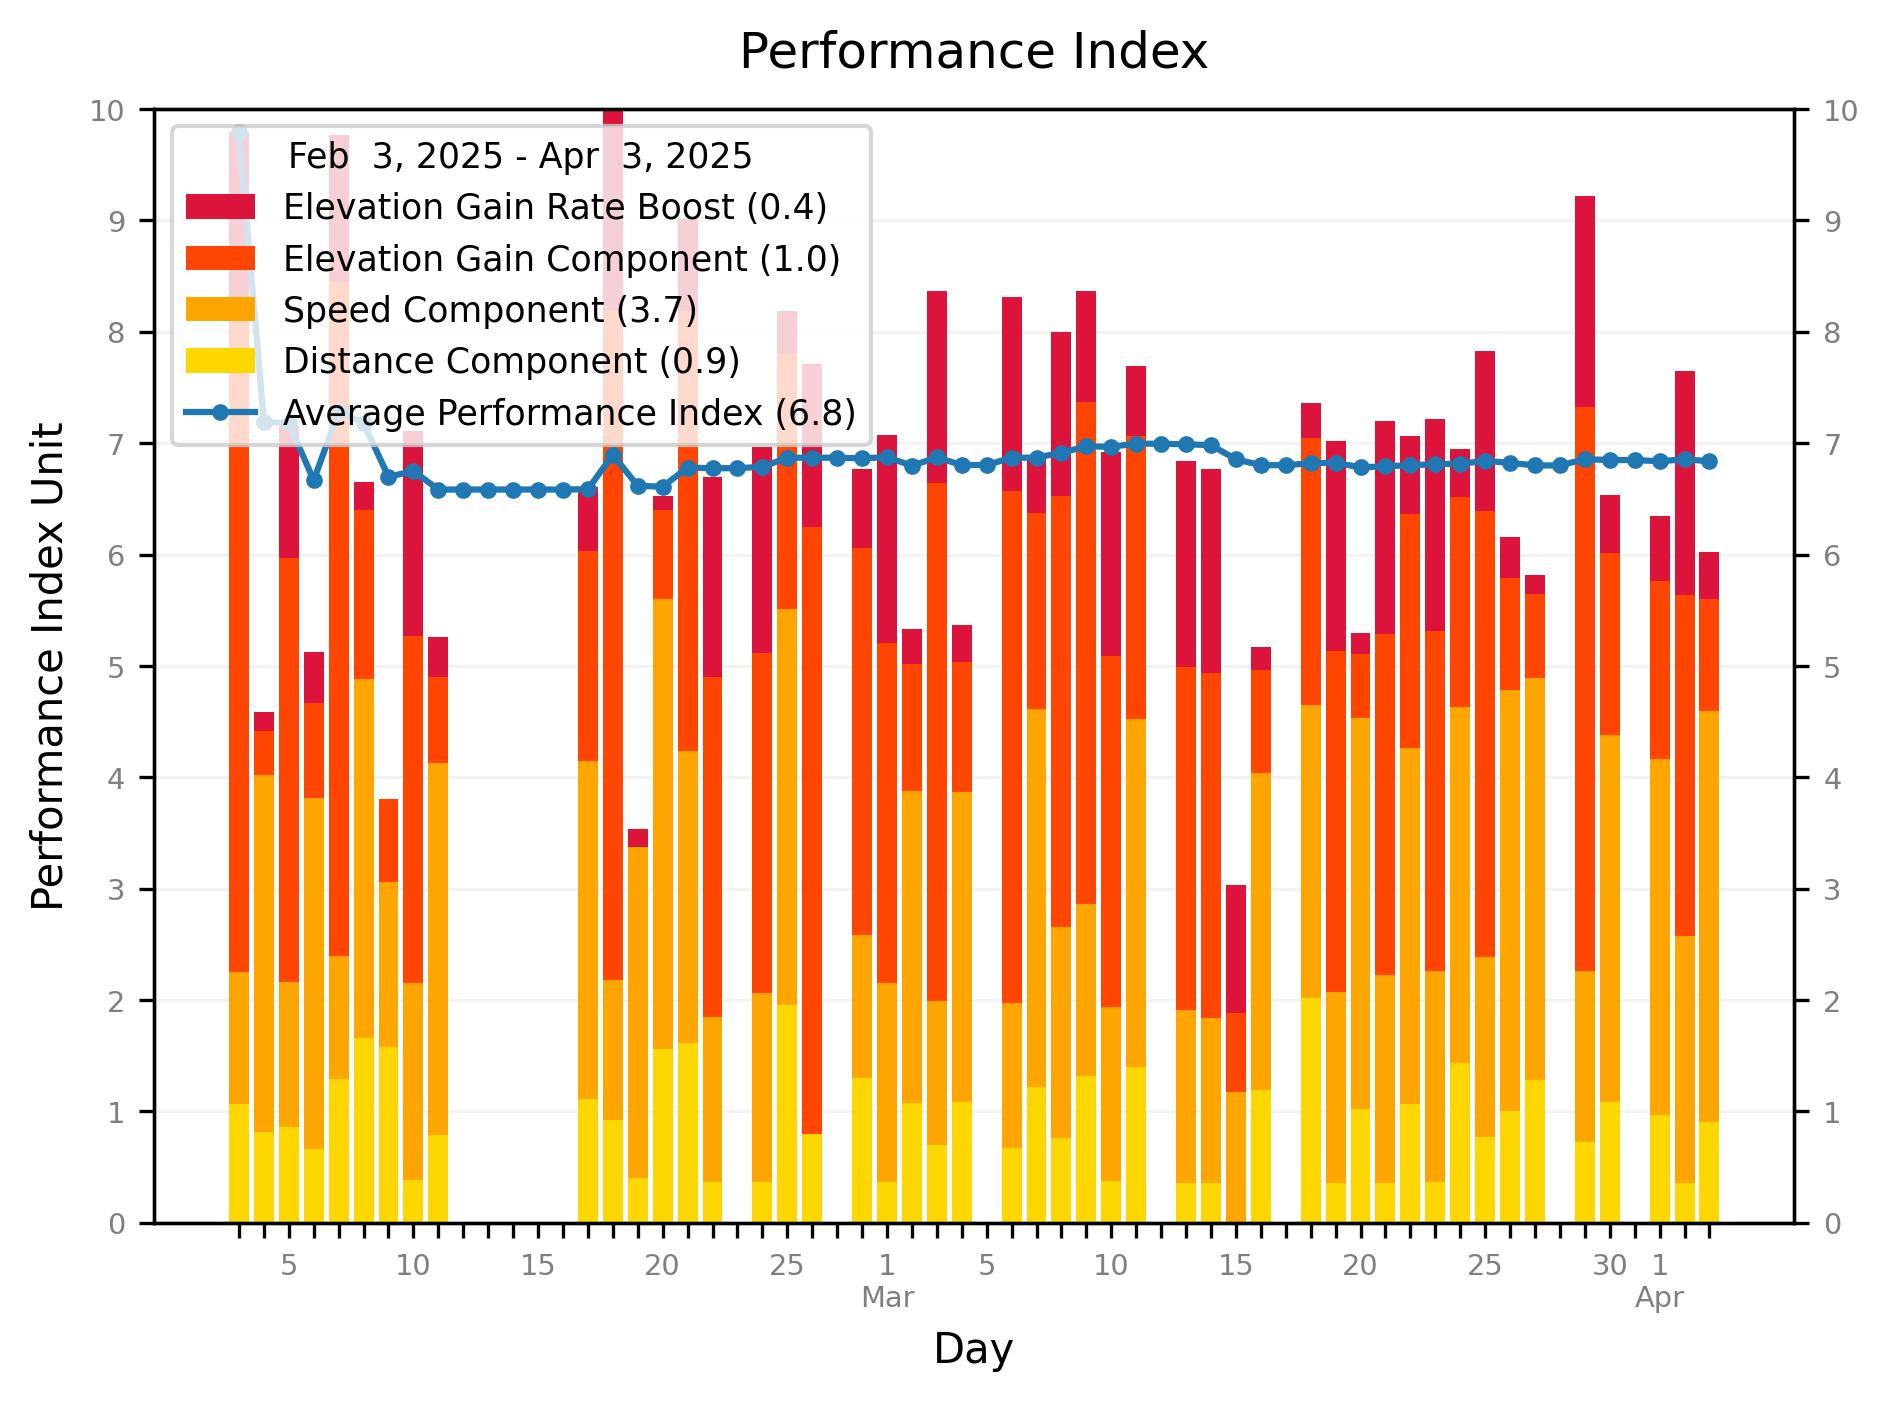 Performance Index
Feb  3, 2025 - Apr  3, 2025
Elevation Gain Rate Boost (0.4)
Elevation Gain Component (1.0)
Speed Component (3.7)
Distance Component (0.9)
Average Performance Index (6.8)
Performance Index Unit
10
9
8
7
6
5
4
3
2
1
0
10
9
8
7
6
5
4
3
2
1
0
5 10 15 20 25 1 5 10 15 20 25 30 1
Mar Apr
Day